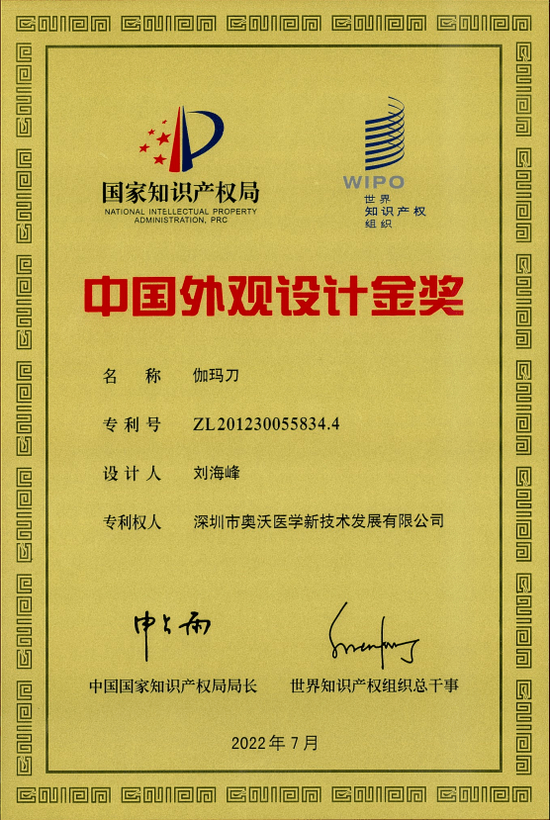 国家知识产权局
NATIONAL INTELLECTUAL PROPERTY
ADMINISTRATION, PRC
WIPO
世界
知识产权
组织
中国外观设计金奖
名 称 伽玛刀
专利号 ZL201230055834.4
设计人 刘海峰
专利权人 深圳市奥沃医学新技术发展有限公司
申长雨
中国国家知识产权局局长 世界知识产权组织总干事
2022年7月